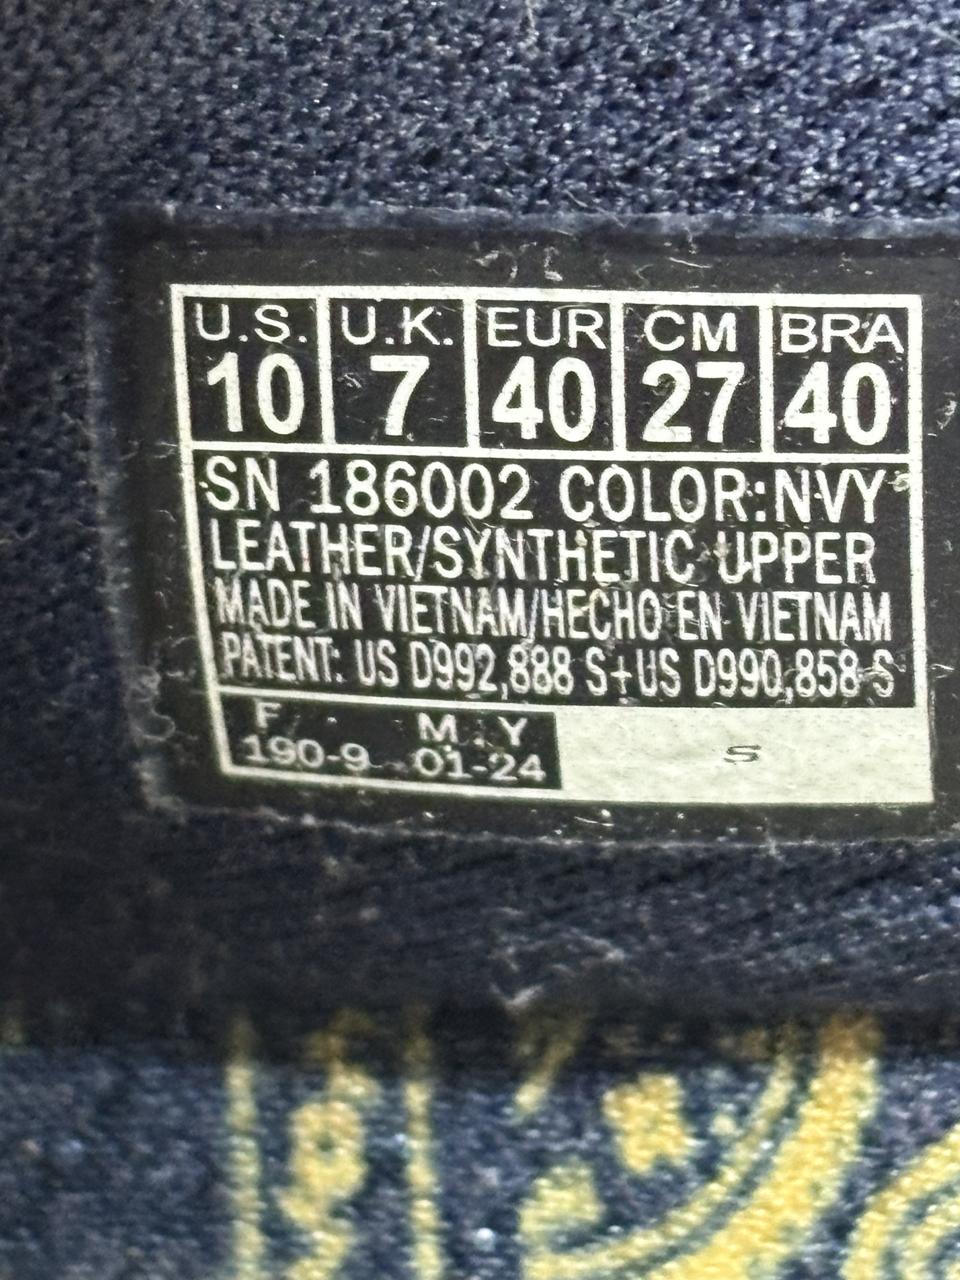 U.S. U.K. EUR CM BRA
10 7 40 27 40
SN 186002 COLOR:NVY
LEATHER/SYNTHETIC UPPER
MADE IN VIETNAM/HECHO EN VIETNAM
PATENT: US D992,888 S+US D990,858 S
F M Y
190-9 01-24
S